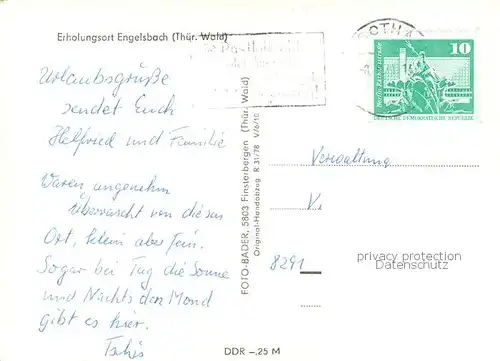 Erholungsort Engelsbach (Thür. Wald)
GOTHA
10
DEUTSCHE DEMOKRATISCHE REPUBLIK
Urlaubsgrüße
sendet Euch
Helfried und Familie
Waren angenehm
überrascht von diesem
Ort, klein aber fein.
Sogar bei Tag die Sonne
und Nachts den Mond
gibt es hier.
FOTO-BADER, 5803 Finsterbergen (Thür. Wald)
Original-Handabzug R 31/78 V/6/10
Verwaltung
V.
8291
privacy protection
Datenschutz
DDR -,25 M